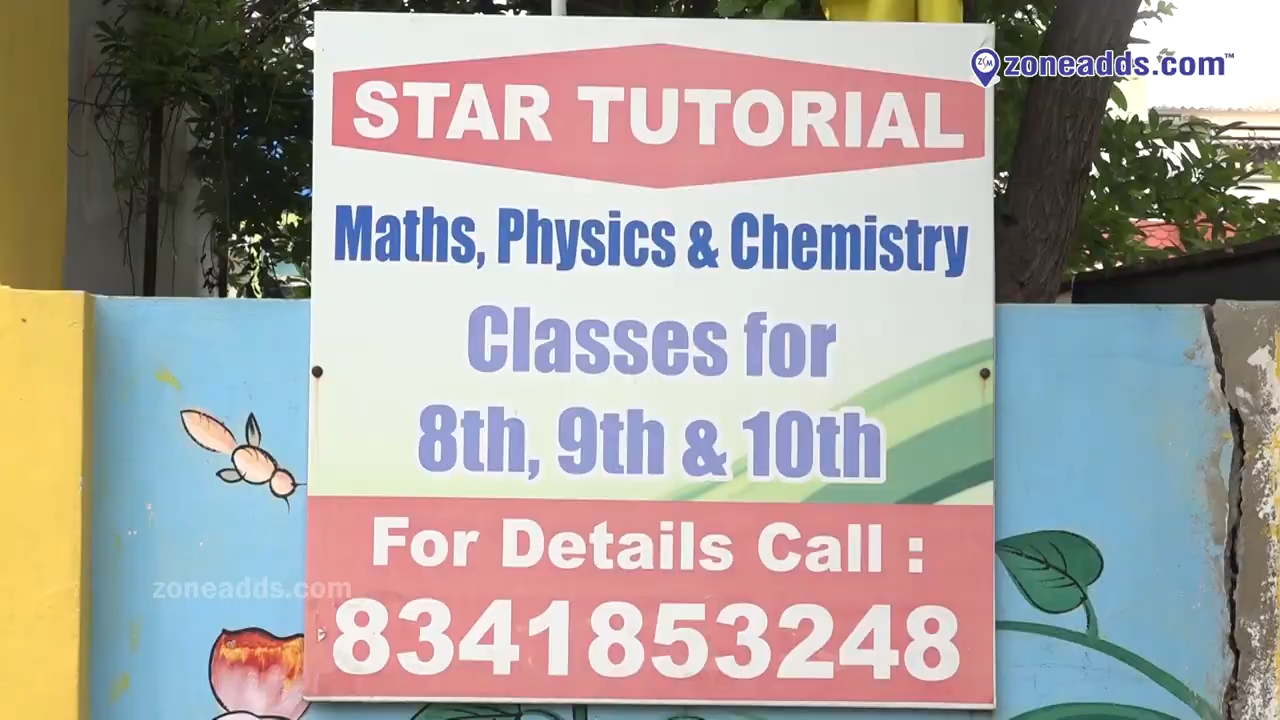 zoneadds.com™
STAR TUTORIAL
Maths, Physics & Chemistry
Classes for
8th, 9th & 10th
For Details Call :
8341853248
zoneadds.com